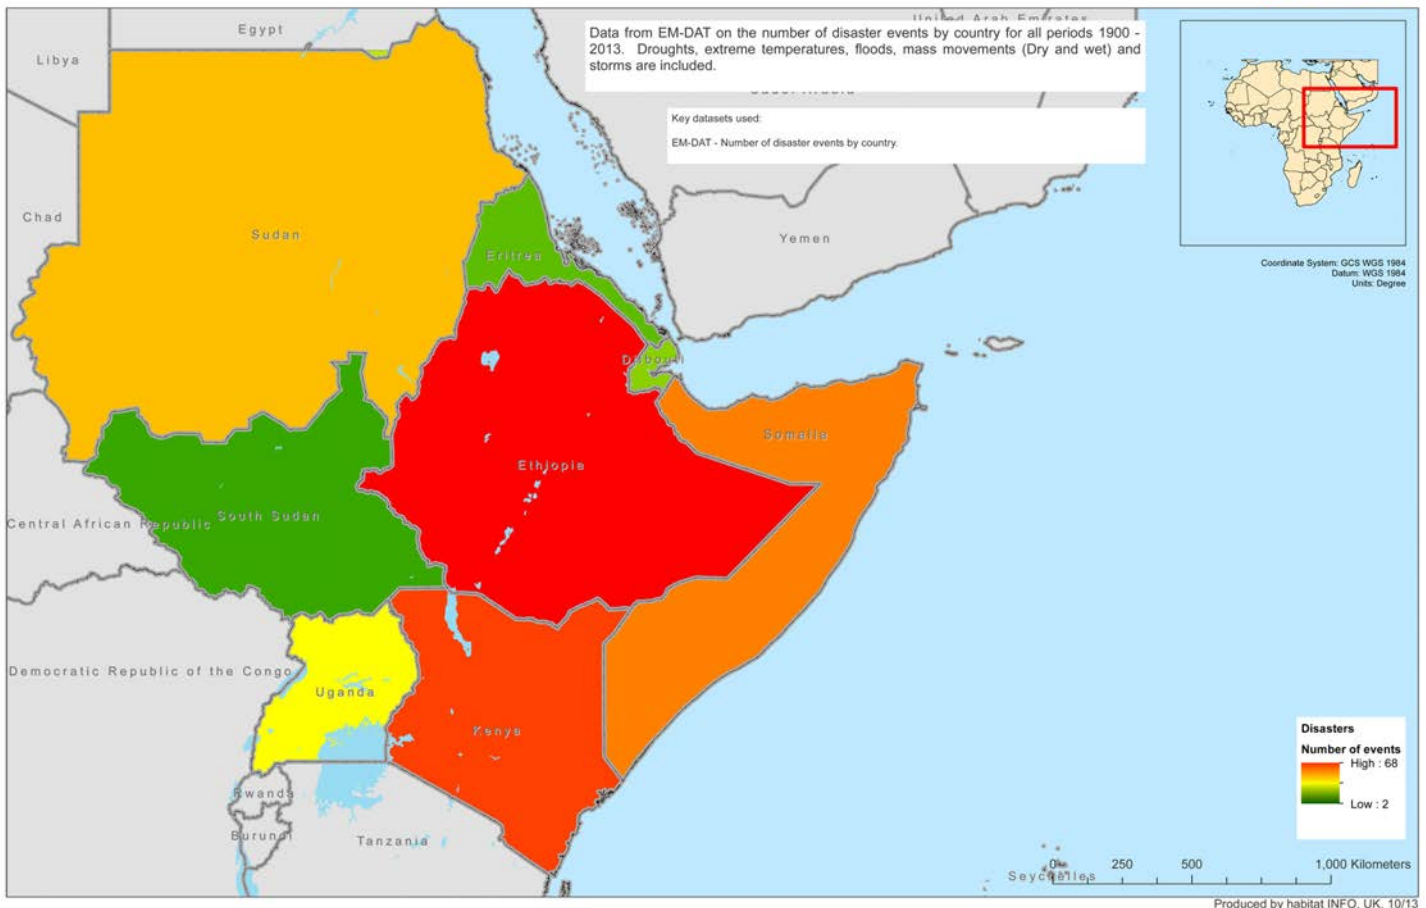 Egypt
United Arab Emirates
Libya
Data from EM-DAT on the number of disaster events by country for all periods 1900 -
2013. Droughts, extreme temperatures, floods, mass movements (Dry and wet) and
storms are included.
Saudi Arabia
Key datasets used:
EM-DAT - Number of disaster events by country.
Chad
Sudan
Yemen
Eritrea
Coordinate System: GCS WGS 1984
Datum: WGS 1984
Units: Degree
Djibouti
Somalia
Ethiopia
Central African Republic
South Sudan
Democratic Republic of the Congo
Uganda
Kenya
Disasters
Number of events
High : 68
Low : 2
Rwanda
Burundi
Tanzania
0 250 500 1,000 Kilometers
Seychelles
Produced by habitat INFO, UK. 10/13